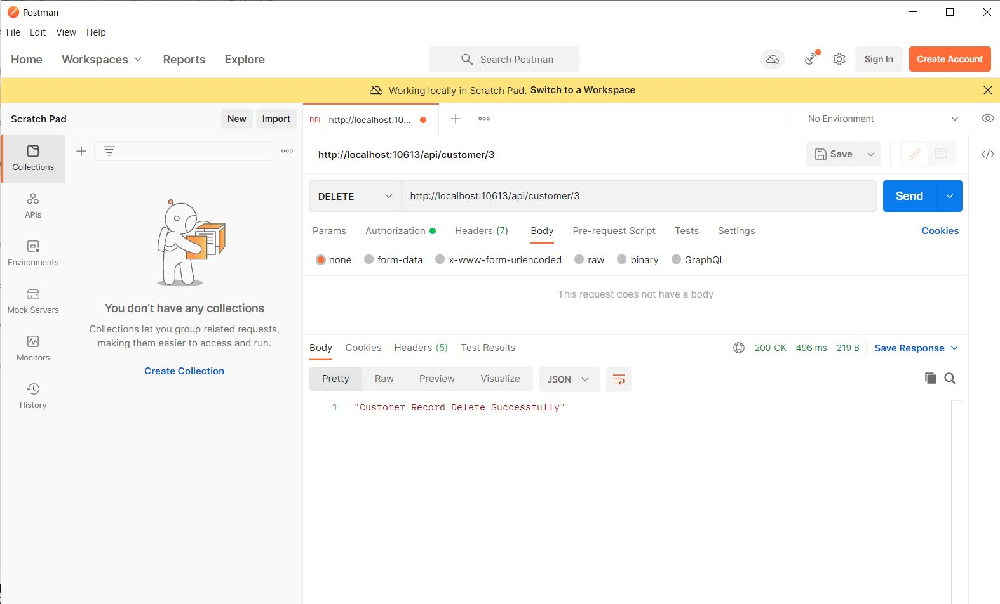 Postman
File Edit View Help
Home Workspaces Reports Explore Search Postman Sign In Create Account
Working locally in Scratch Pad. Switch to a Workspace
Scratch Pad New Import
DEL http://localhost:10... No Environment
http://localhost:10613/api/customer/3 Save
Collections
APIs
Environments
Mock Servers
Monitors
History
You don’t have any collections
Collections let you group related requests,
making them easier to access and run.
Create Collection
DELETE http://localhost:10613/api/customer/3 Send
Params Authorization Headers (7) Body Pre-request Script Tests Settings Cookies
none form-data x-www-form-urlencoded raw binary GraphQL
This request does not have a body
Body Cookies Headers (5) Test Results 200 OK 496 ms 219 B Save Response
Pretty Raw Preview Visualize JSON
1 "Customer Record Delete Successfully"